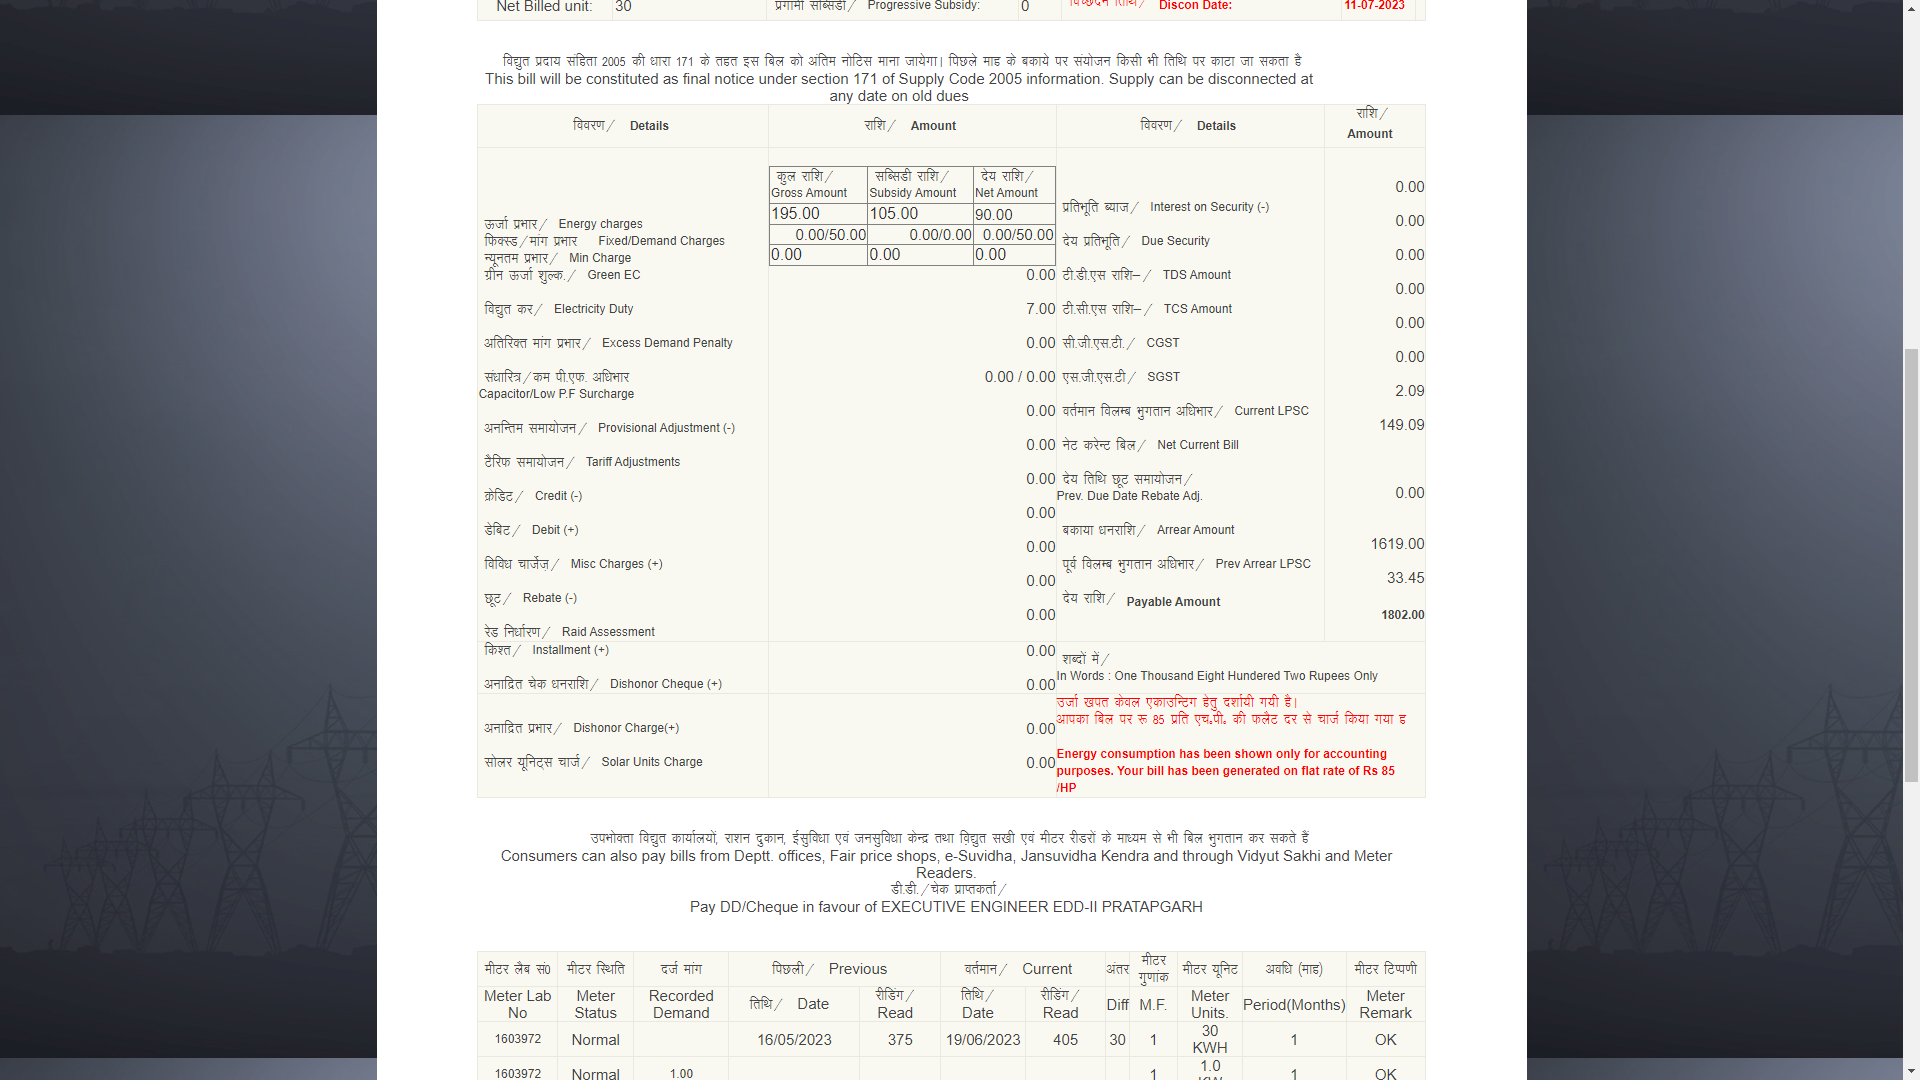 Net Billed unit: 30 प्रगामी सब्सिडी/ Progressive Subsidy: 0 विच्छेदन तिथि/ Discon Date: 11-07-2023
विद्युत प्रदाय संहिता 2005 की धारा 171 के तहत इस बिल को अंतिम नोटिस माना जायेगा। पिछले माह के बकाये पर संयोजन किसी भी तिथि पर काटा जा सकता है
This bill will be constituted as final notice under section 171 of Supply Code 2005 information. Supply can be disconnected at
any date on old dues
विवरण/ Details राशि/ Amount विवरण/ Details राशि/ Amount
कुल राशि/ Gross Amount सब्सिडी राशि/ Subsidy Amount देय राशि/ Net Amount
ऊर्जा प्रभार/ Energy charges 195.00 105.00 90.00
फिक्स्ड/मांग प्रभार Fixed/Demand Charges 0.00/50.00 0.00/0.00 0.00/50.00
न्यूनतम प्रभार/ Min Charge 0.00 0.00 0.00
ग्रीन ऊर्जा शुल्क./ Green EC 0.00
विद्युत कर/ Electricity Duty 7.00
अतिरिक्त मांग प्रभार/ Excess Demand Penalty 0.00
संधारित्र/कम पी.एफ. अधिभार 0.00 / 0.00
Capacitor/Low P.F Surcharge
0.00
अनन्तिम समायोजन/ Provisional Adjustment (-)
0.00
टैरिफ समायोजन/ Tariff Adjustments
0.00
क्रेडिट/ Credit (-)
0.00
डेबिट/ Debit (+)
0.00
विविध चार्जेज़/ Misc Charges (+)
0.00
छूट/ Rebate (-)
0.00
रेड निर्धारण/ Raid Assessment
0.00
प्रतिभूति ब्याज/ Interest on Security (-)
0.00
देय प्रतिभूति/ Due Security
0.00
टी.डी.एस राशि–/ TDS Amount
0.00
टी.सी.एस राशि–/ TCS Amount
0.00
सी.जी.एस.टी./ CGST
0.00
एस.जी.एस.टी/ SGST
2.09
वर्तमान विलम्ब भुगतान अधिभार/ Current LPSC
149.09
नेट करेन्ट बिल/ Net Current Bill
देय तिथि छूट समायोजन/
Prev. Due Date Rebate Adj. 0.00
बकाया धनराशि/ Arrear Amount
1619.00
पूर्व विलम्ब भुगतान अधिभार/ Prev Arrear LPSC
33.45
देय राशि/ Payable Amount
1802.00
किश्त/ Installment (+) 0.00
अनाद्रित चेक धनराशि/ Dishonor Cheque (+) 0.00
शब्दों में/
In Words : One Thousand Eight Hundered Two Rupees Only
अनाद्रित प्रभार/ Dishonor Charge(+) 0.00
सोलर यूनिट्स चार्ज/ Solar Units Charge 0.00
उर्जा खपत केवल एकाउन्टिग हेतु दर्शायी गयी है।
आपका बिल पर रू 85 प्रति एच॰पी॰ की फलैट दर से चार्ज किया गया ह
Energy consumption has been shown only for accounting
purposes. Your bill has been generated on flat rate of Rs 85
/HP
उपभोक्ता विद्युत कार्यालयों, राशन दुकान, ईसुविधा एवं जनसुविधा केन्द्र तथा विद्युत सखी एवं मीटर रीडरों के माध्यम से भी बिल भुगतान कर सकते हैं
Consumers can also pay bills from Deptt. offices, Fair price shops, e-Suvidha, Jansuvidha Kendra and through Vidyut Sakhi and Meter
Readers.
डी.डी./चेक प्राप्तकर्ता/
Pay DD/Cheque in favour of EXECUTIVE ENGINEER EDD-II PRATAPGARH
मीटर लैब सं0 मीटर स्थिति दर्ज मांग पिछली/ Previous वर्तमान/ Current अंतर मीटर गुणांक मीटर यूनिट अवधि (माह) मीटर टिप्पणी
Meter Lab No Meter Status Recorded Demand तिथि/ Date रीडिंग/ Read तिथि/ Date रीडिंग/ Read Diff M.F. Meter Units. Period(Months) Meter Remark
1603972 Normal 16/05/2023 375 19/06/2023 405 30 1 30 KWH 1 OK
1603972 Normal 1.00 1 1.0 KW 1 OK